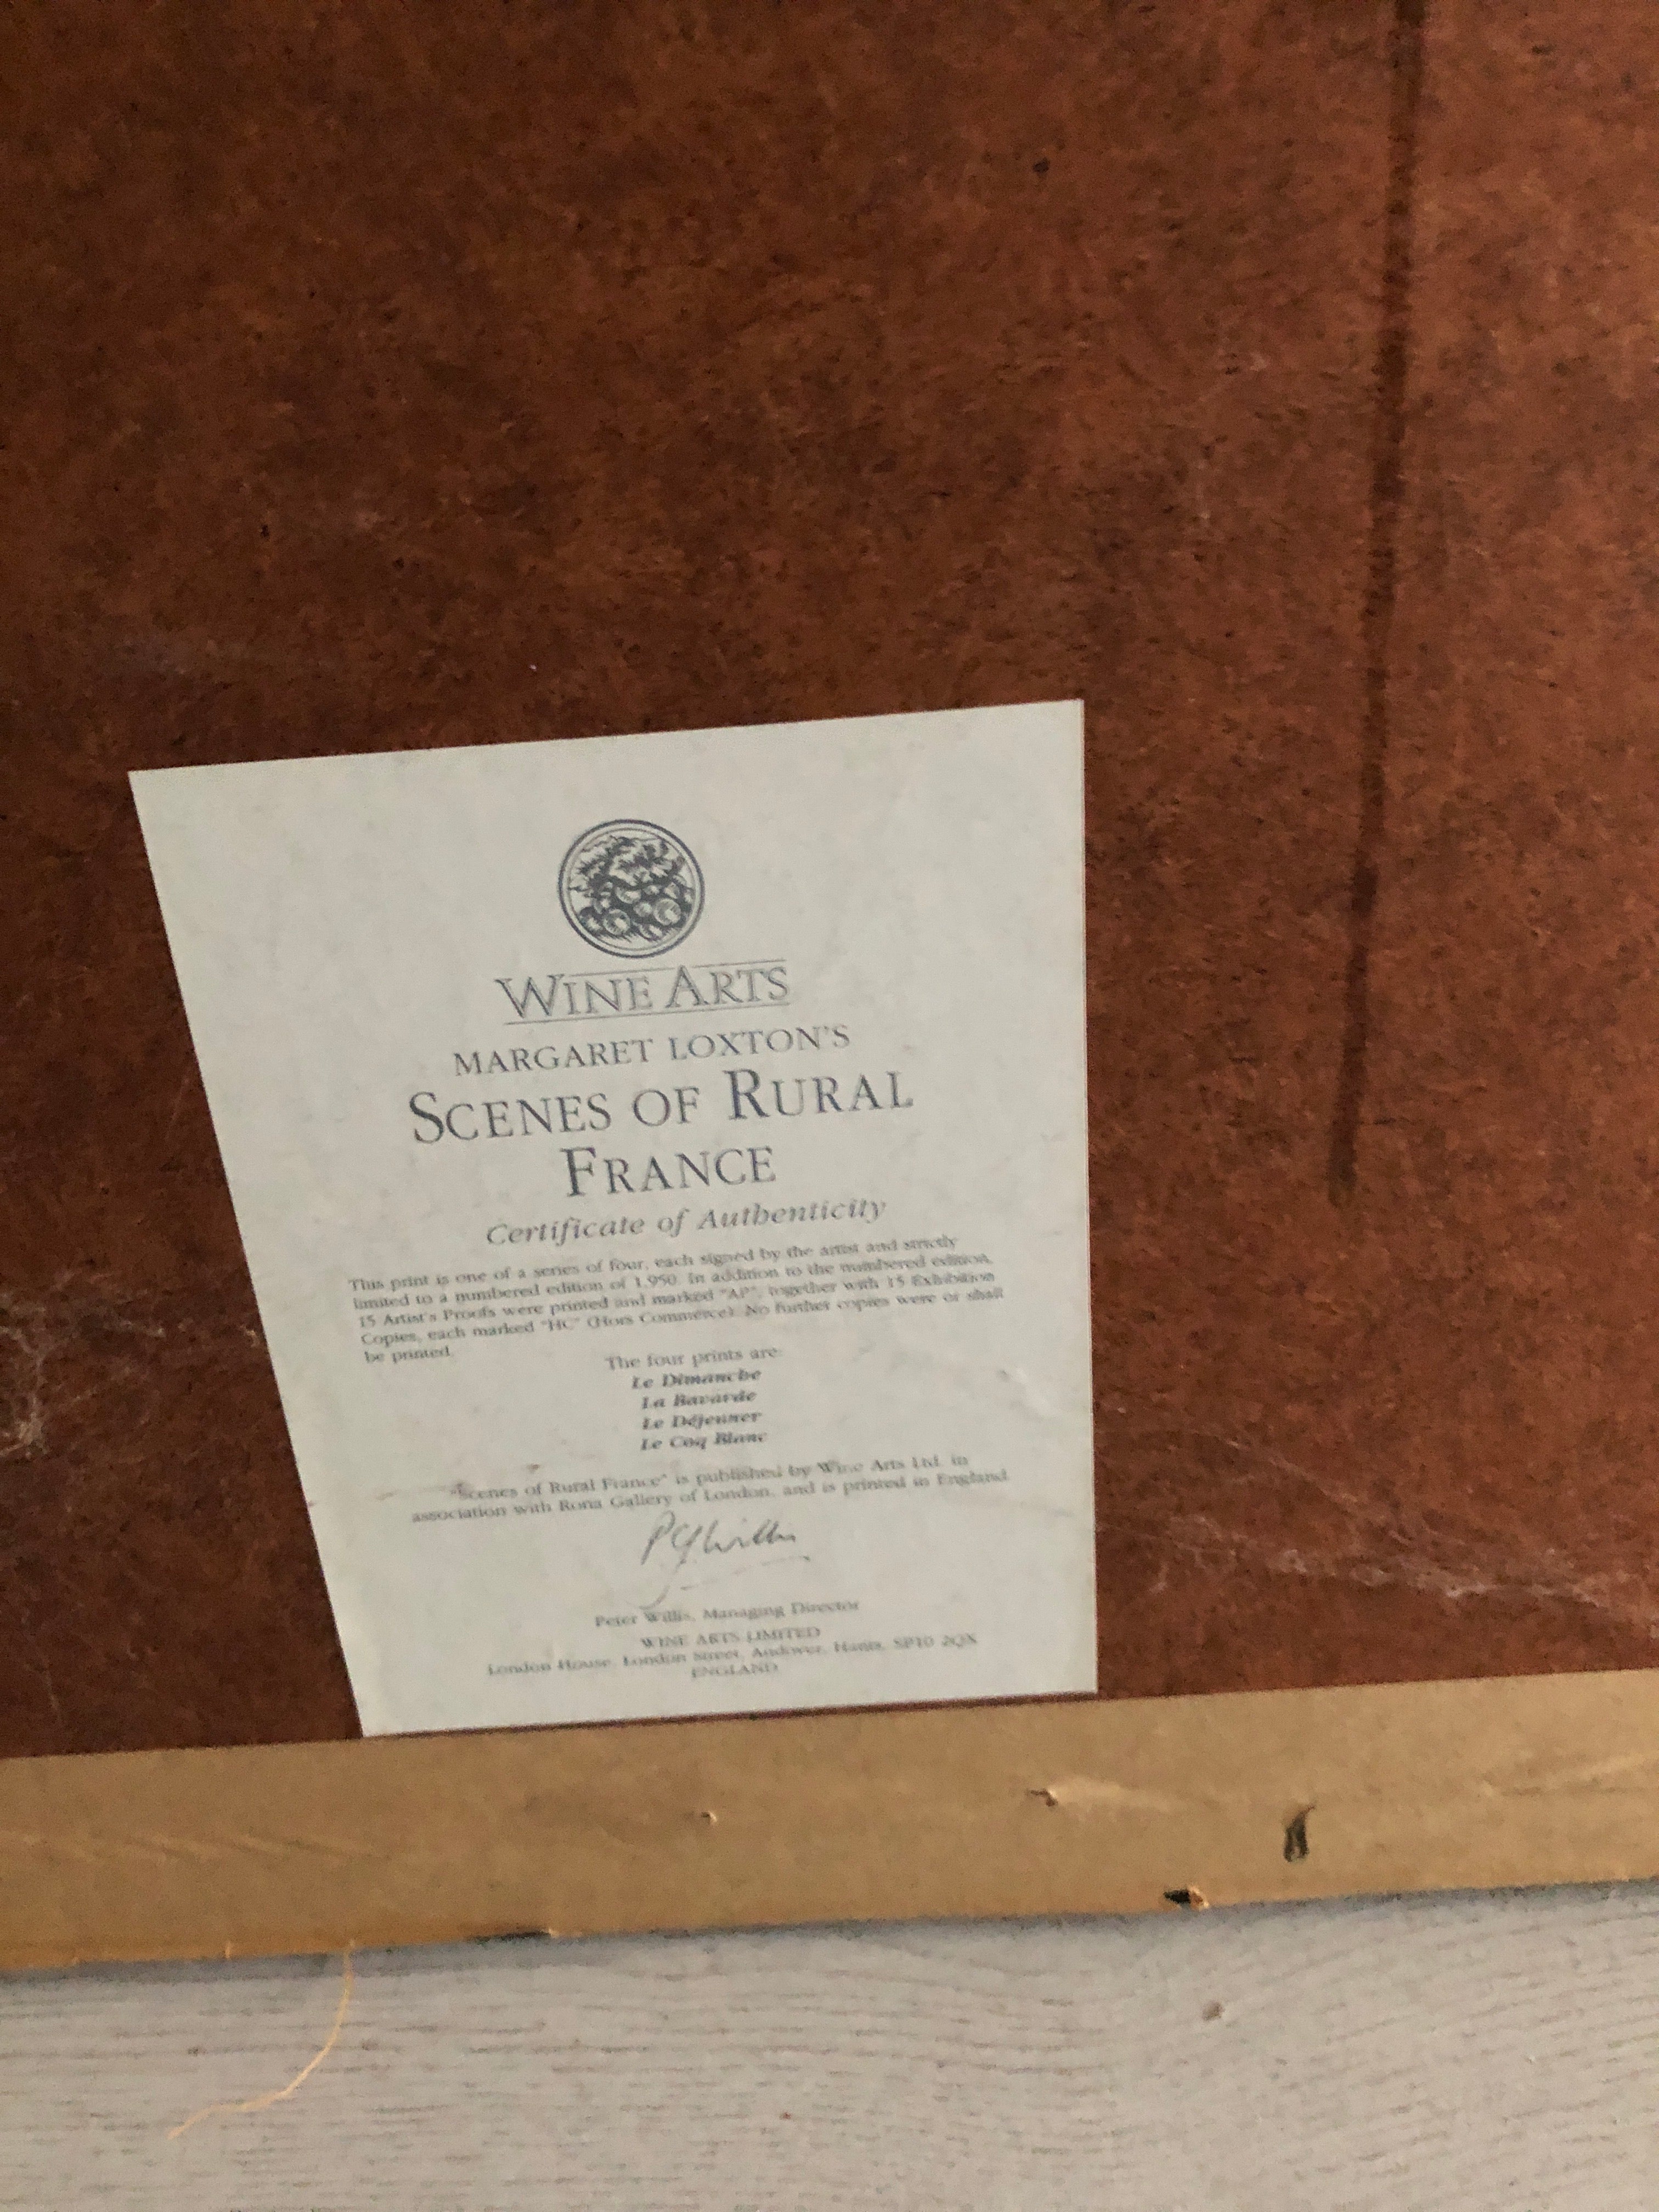 WINE ARTS
MARGARET LOXTON'S
SCENES OF RURAL
FRANCE
Certificate of Authenticity
This print is one of a series of four, each signed by the artist and strictly
limited to a numbered edition of 1,950. In addition to the numbered edition,
15 Artist's Proofs were printed and marked "AP", together with 15 Exhibition
Copies, each marked "HC" (Hors Commerce). No further copies were or shall
be printed.
The four prints are:
Le Dimanche
La Bavarde
Le Déjeuner
Le Coq Blanc
"Scenes of Rural France" is published by Wine Arts Ltd. in
association with Rona Gallery of London, and is printed in England.
P G Willis
Peter Willis, Managing Director
WINE ARTS LIMITED
London House, London Street, Andover, Hants, SP10 2QX
ENGLAND